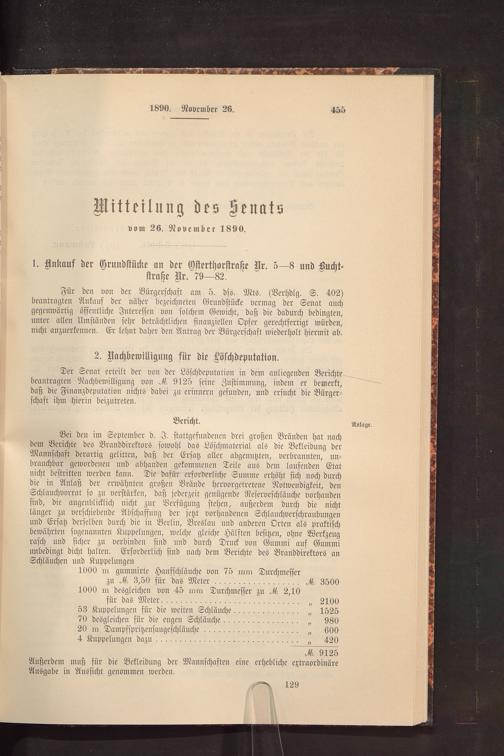 1890. November 26.
455
Mitteilung des Senats
vom 26. November 1890.
1. Ankauf der Grundstücke an der Osterthorstraße Nr. 5—8 und Bucht-
straße Nr. 79—82.
Für den von der Bürgerschaft am 5. dss. Mts. (Verhdlg. S. 402)
beantragten Ankauf der näher bezeichneten Grundstücke vermag der Senat auch
gegenwärtig öffentliche Interessen von solchem Gewicht, daß die dadurch bedingten,
unter allen Umständen sehr beträchtlichen finanziellen Opfer gerechtfertigt würden,
nicht anzuerkennen. Er lehnt daher den Antrag der Bürgerschaft wiederholt hiermit ab.
2. Nachbewilligung für die Löschdeputation.
Der Senat erteilt der von der Löschdeputation in dem anliegenden Berichte
beantragten Nachbewilligung von M. 9125 seine Zustimmung, indem er bemerkt,
daß die Finanzdeputation nichts dabei zu erinnern gefunden, und ersucht die Bürger-
schaft ihm hierin beizutreten.
Anlage.
Bericht.
Bei den im September d. J. stattgefundenen drei großen Bränden hat nach
dem Berichte des Branddirektors sowohl das Löschmaterial als die Bekleidung der
Mannschaft derartig gelitten, daß der Ersatz aller abgenutzten, verbrannten, un-
brauchbar gewordenen und abhanden gekommenen Teile aus dem laufenden Etat
nicht bestritten werden kann. Die dafür erforderliche Summe erhöht sich noch durch
die in Anlaß der erwähnten großen Brände hervorgetretene Notwendigkeit, den
Schlauchvorrat so zu verstärken, daß jederzeit genügende Reserveschläuche vorhanden
sind, die augenblicklich nicht zur Verfügung stehen, außerdem durch die nicht
länger zu verschiebende Abschaffung der jetzt vorhandenen Schlauchverschraubungen
und Ersatz derselben durch die in Berlin, Breslau und anderen Orten als praktisch
bewährten sogenannten Kuppelungen, welche gleiche Hälften besitzen, ohne Werkzeug
rasch und sicher zu verbinden sind und durch Druck von Gummi auf Gummi
unbedingt dicht halten. Erforderlich sind nach dem Berichte des Branddirektors an
Schläuchen und Kuppelungen
1000 m gummirte Hanfschläuche von 75 mm Durchmesser
zu M. 3,50 für das Meter . . . . . . . . . . . . . . . . M. 3500
1000 m desgleichen von 45 mm Durchmesser zu M. 2,10
für das Meter . . . . . . . . . . . . . . . . . . . . . . . . . „ 2100
53 Kuppelungen für die weiten Schläuche . . . . . . . . . . . . „ 1525
70 desgleichen für die engen Schläuche . . . . . . . . . . . . . . „ 980
20 m Dampfspritzensaugeschläuche . . . . . . . . . . . . . . . . . . „ 600
4 Kuppelungen dazu . . . . . . . . . . . . . . . . . . . . . . . . . . „ 420
M. 9125
Außerdem muß für die Bekleidung der Mannschaften eine erhebliche extraordinäre
Ausgabe in Aussicht genommen werden.
129